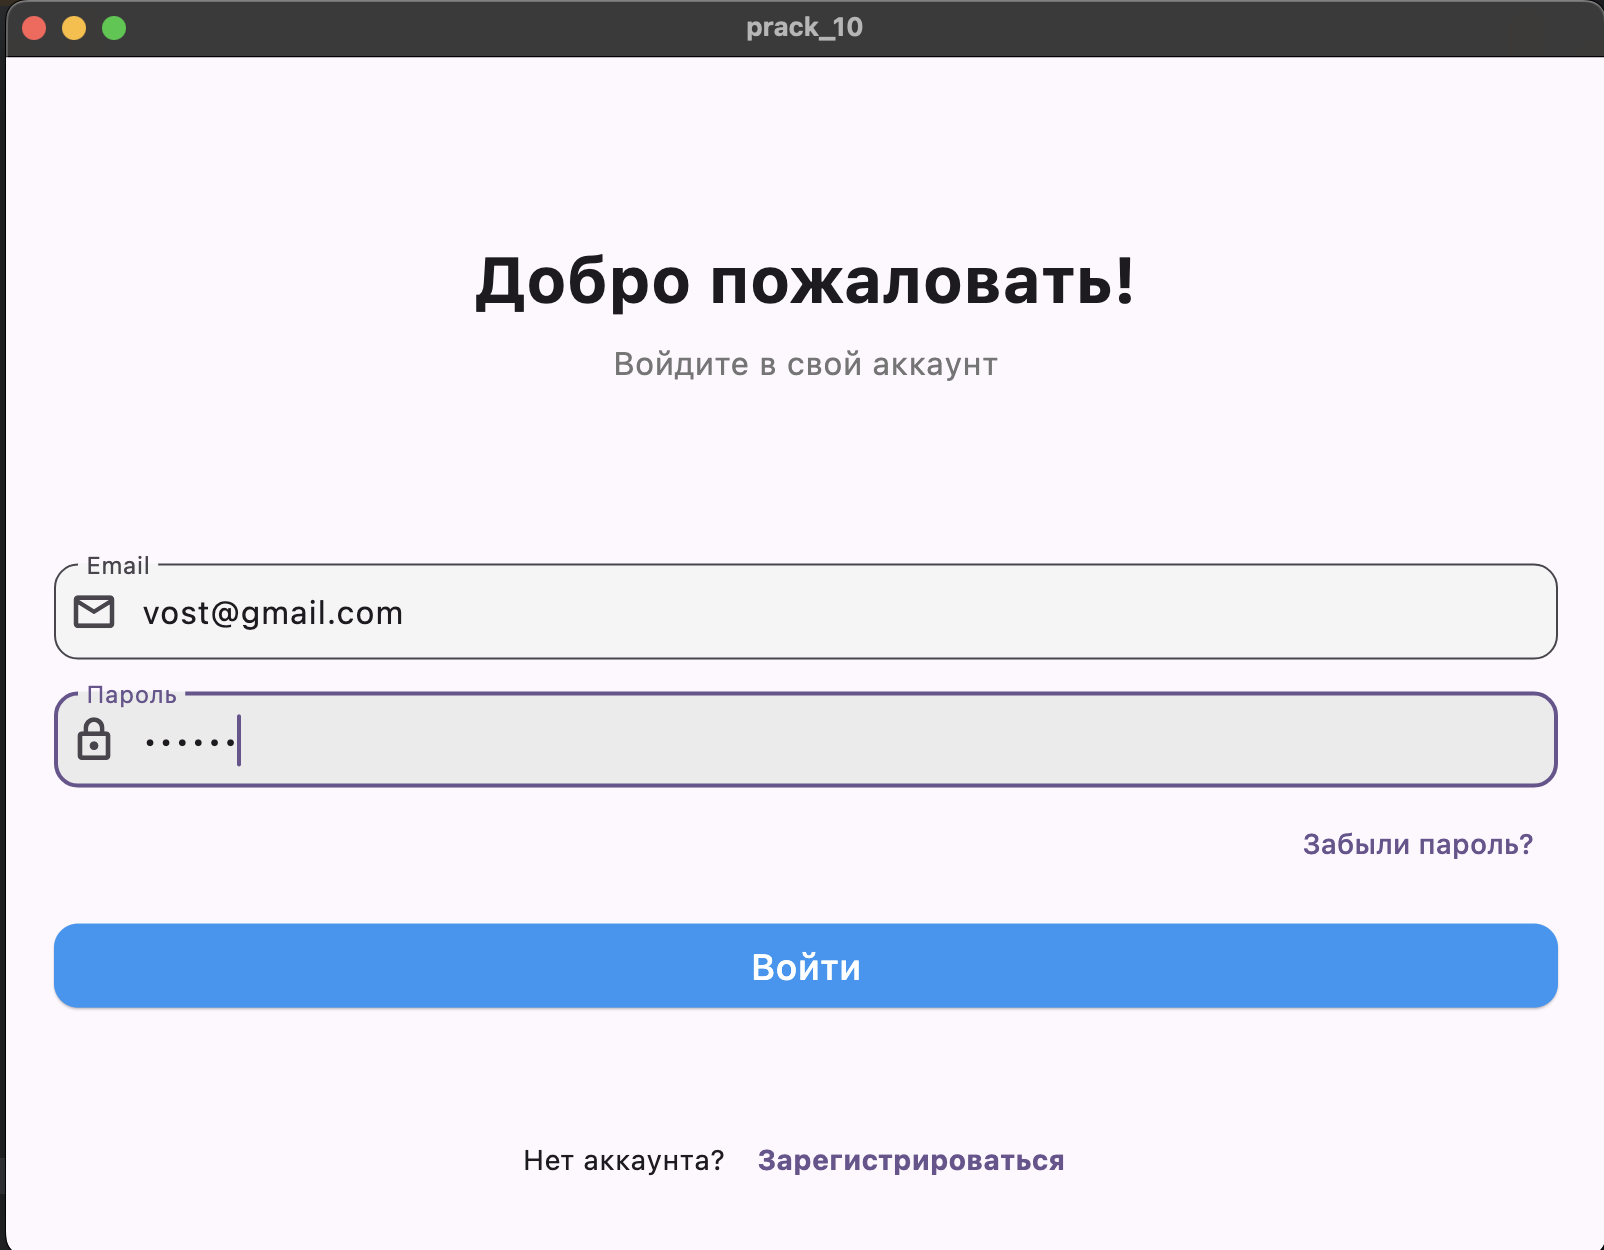 prack_10
Добро пожаловать!
Войдите в свой аккаунт
Email
vost@gmail.com
Пароль
••••••
Забыли пароль?
Войти
Нет аккаунта? Зарегистрироваться